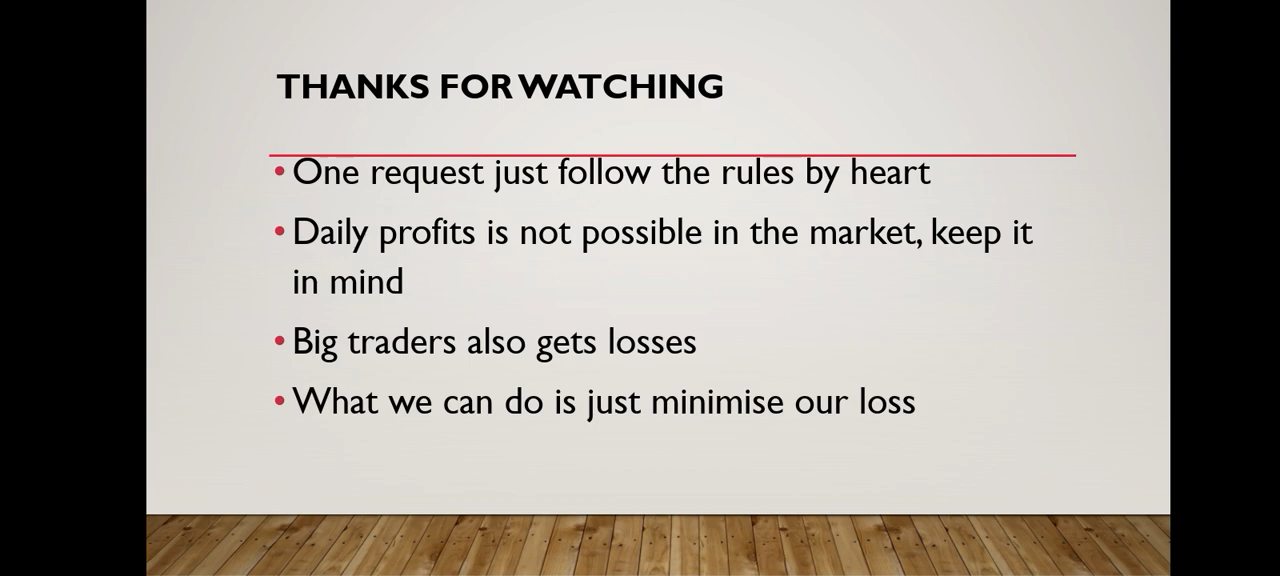 THANKS FOR WATCHING
• One request just follow the rules by heart
• Daily profits is not possible in the market, keep it
in mind
• Big traders also gets losses
• What we can do is just minimise our loss